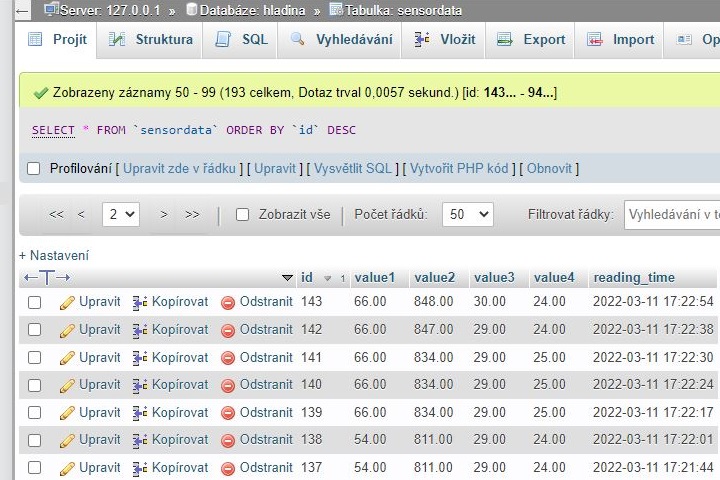 Server: 127.0.0.1 » Databáze: hladina » Tabulka: sensordata
Projít Struktura SQL Vyhledávání Vložit Export Import Op
Zobrazeny záznamy 50 - 99 (193 celkem, Dotaz trval 0,0057 sekund.) [id: 143... - 94...]
SELECT * FROM `sensordata` ORDER BY `id` DESC
Profilování [ Upravit zde v řádku ] [ Upravit ] [ Vysvětlit SQL ] [ Vytvořit PHP kód ] [ Obnovit ]
<< < 2 > >> Zobrazit vše Počet řádků: 50 Filtrovat řádky: Vyhledávání v t
+ Nastavení
←T→ id 1 value1 value2 value3 value4 reading_time
Upravit Kopírovat Odstranit 143 66.00 848.00 30.00 24.00 2022-03-11 17:22:54
Upravit Kopírovat Odstranit 142 66.00 847.00 29.00 24.00 2022-03-11 17:22:38
Upravit Kopírovat Odstranit 141 66.00 834.00 29.00 25.00 2022-03-11 17:22:30
Upravit Kopírovat Odstranit 140 66.00 834.00 29.00 25.00 2022-03-11 17:22:24
Upravit Kopírovat Odstranit 139 66.00 834.00 29.00 25.00 2022-03-11 17:22:17
Upravit Kopírovat Odstranit 138 54.00 811.00 29.00 24.00 2022-03-11 17:22:01
Upravit Kopírovat Odstranit 137 54.00 811.00 29.00 24.00 2022-03-11 17:21:44